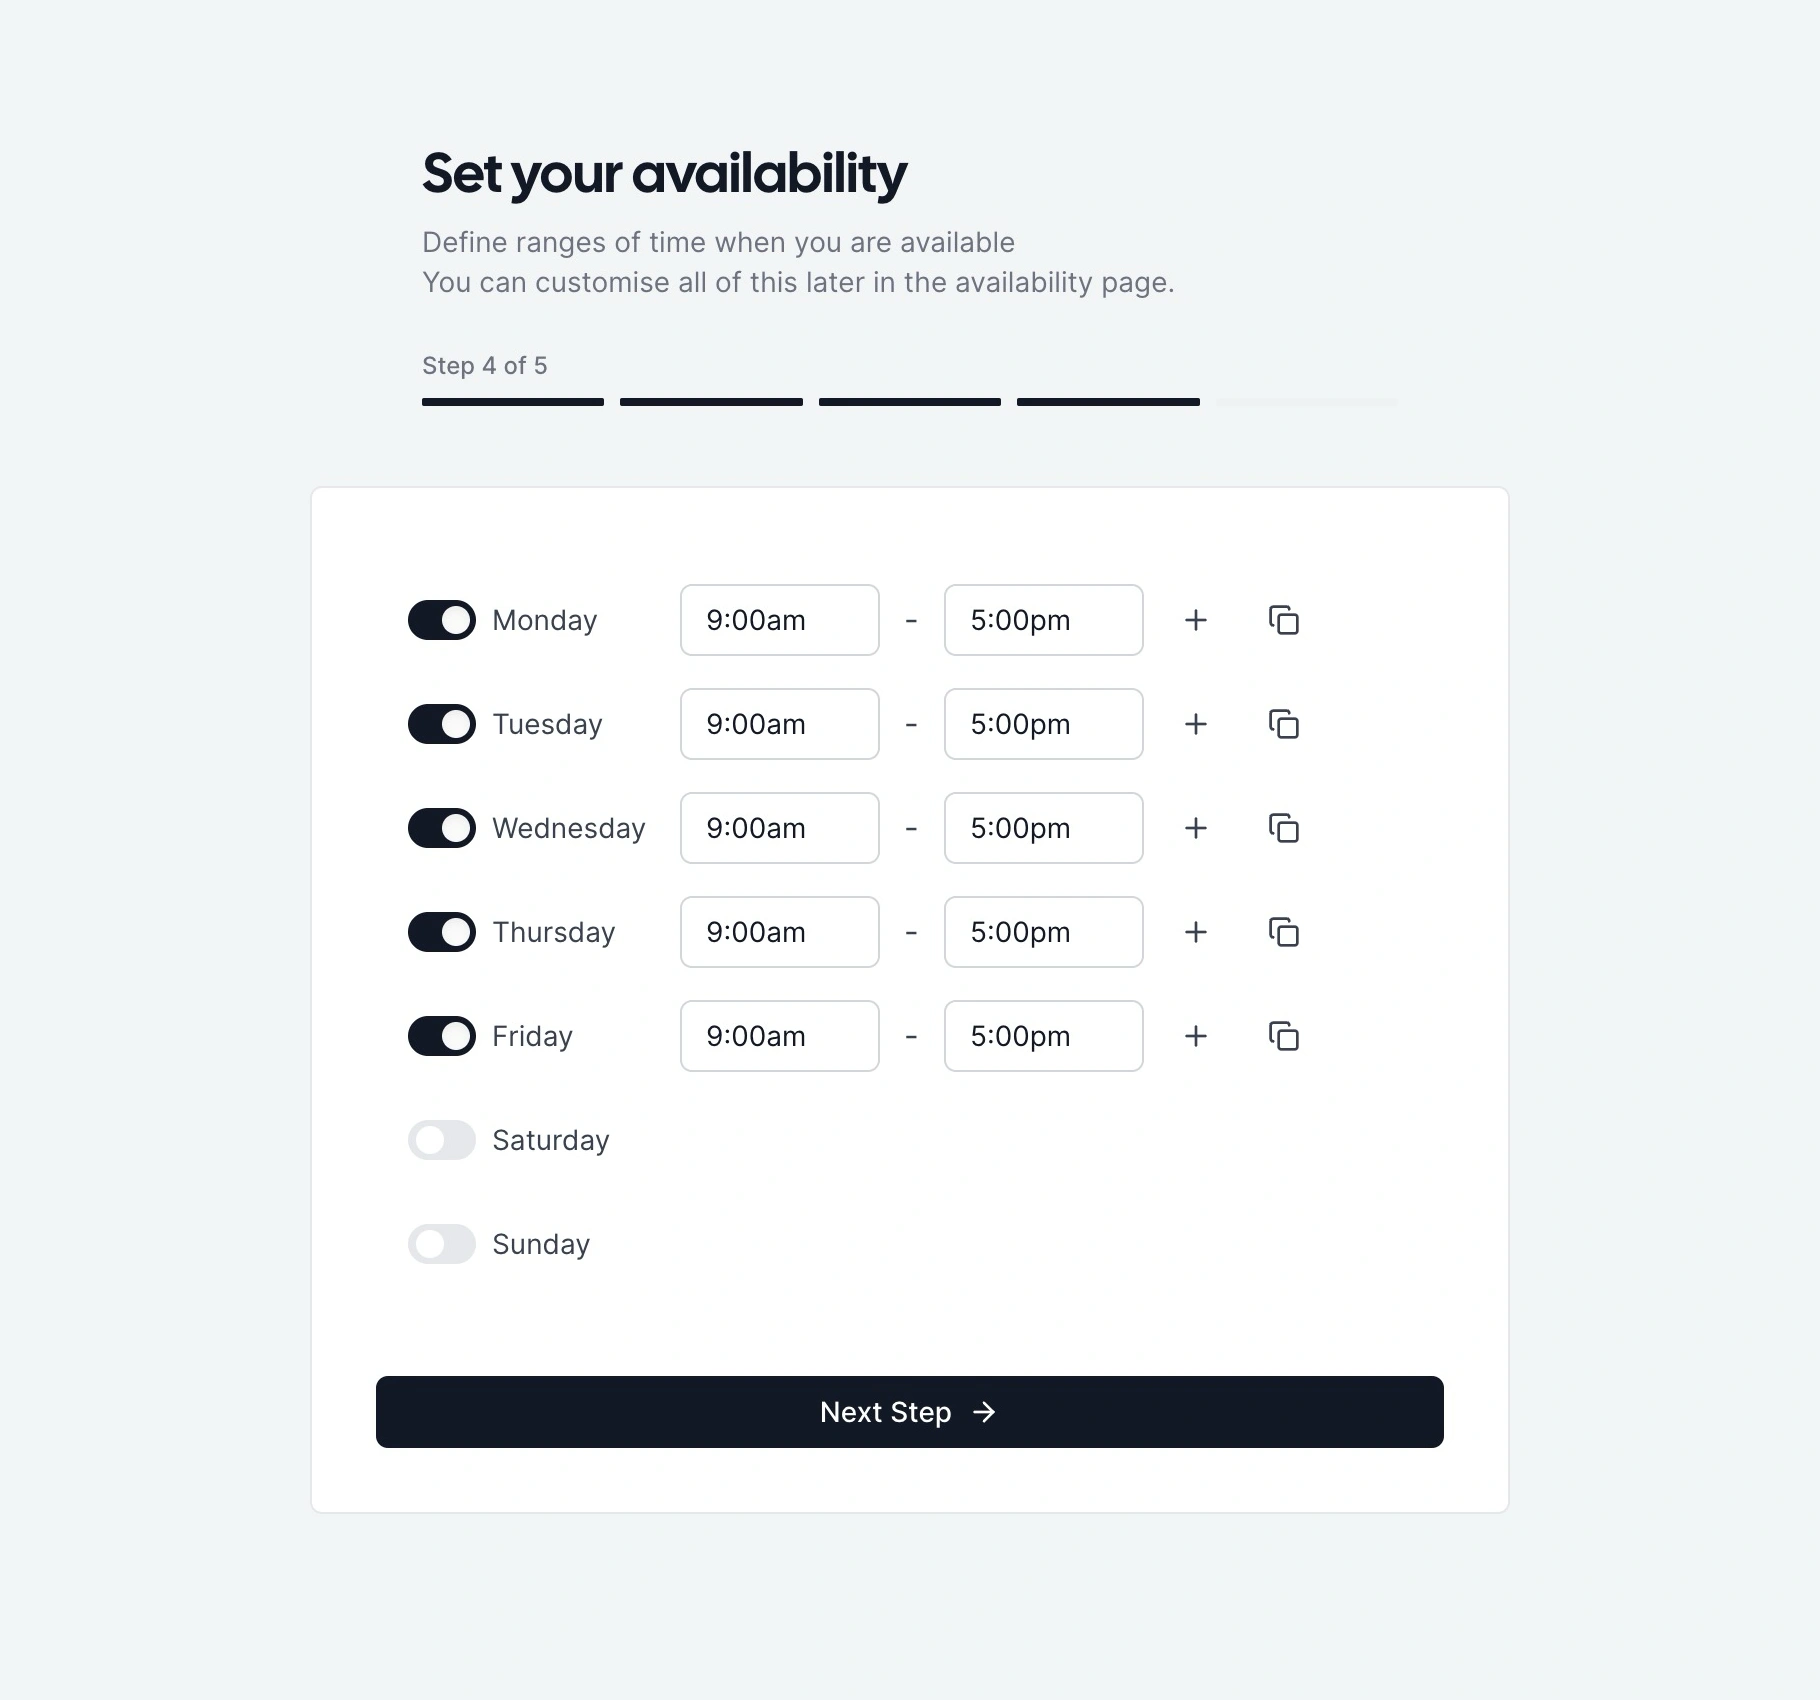 Set your availability
Define ranges of time when you are available
You can customise all of this later in the availability page.
Step 4 of 5
Monday 9:00am - 5:00pm
Tuesday 9:00am - 5:00pm
Wednesday 9:00am - 5:00pm
Thursday 9:00am - 5:00pm
Friday 9:00am - 5:00pm
Saturday
Sunday
Next Step